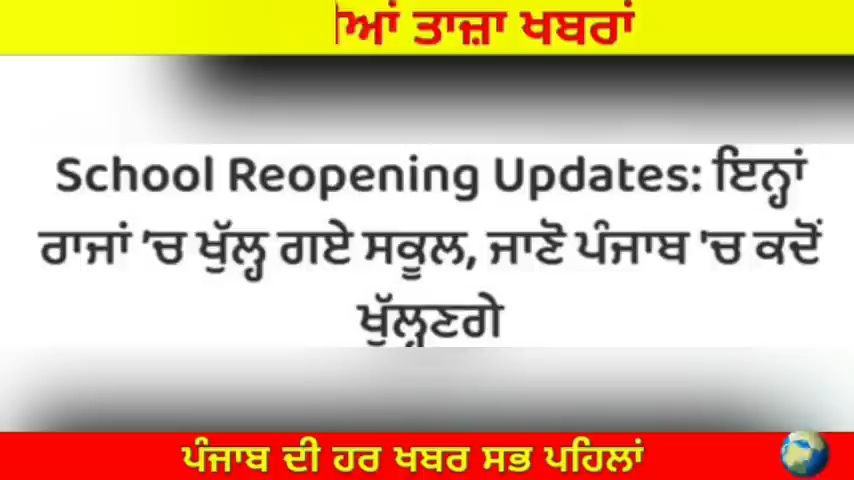 ਤਾਜ਼ਾ ਖਬਰਾਂ
School Reopening Updates: ਇਨ੍ਹਾਂ
ਰਾਜਾਂ ’ਚ ਖੁੱਲ੍ਹ ਗਏ ਸਕੂਲ, ਜਾਣੋ ਪੰਜਾਬ 'ਚ ਕਦੋਂ
ਖੁੱਲ੍ਹਣਗੇ
ਪੰਜਾਬ ਦੀ ਹਰ ਖਬਰ ਸਭ ਪਹਿਲਾਂ